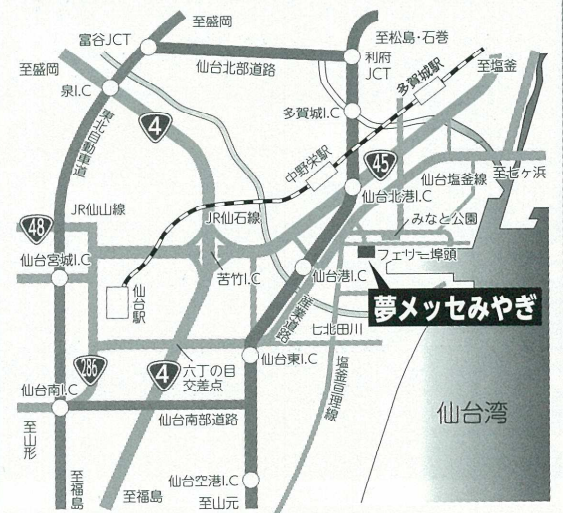 至盛岡
富谷JCT
至松島・石巻
至盛岡
仙台北部道路
利府
JCT
多賀城駅
至塩釜
泉I.C
東北自動車道
4
多賀城I.C
中野栄駅
45
仙台塩釜線
至七ヶ浜
仙台北港I.C
48
JR仙山線
JR仙石線
みなと公園
フェリー埠頭
仙台宮城I.C
苦竹I.C
仙台港I.C
仙台駅
夢メッセみやぎ
産業道路
七北田川
286
4
六丁の目
交差点
仙台東I.C
塩釜亘理線
仙台南I.C
仙台南部道路
仙台湾
至山形
至福島
至福島
仙台空港I.C
至山元